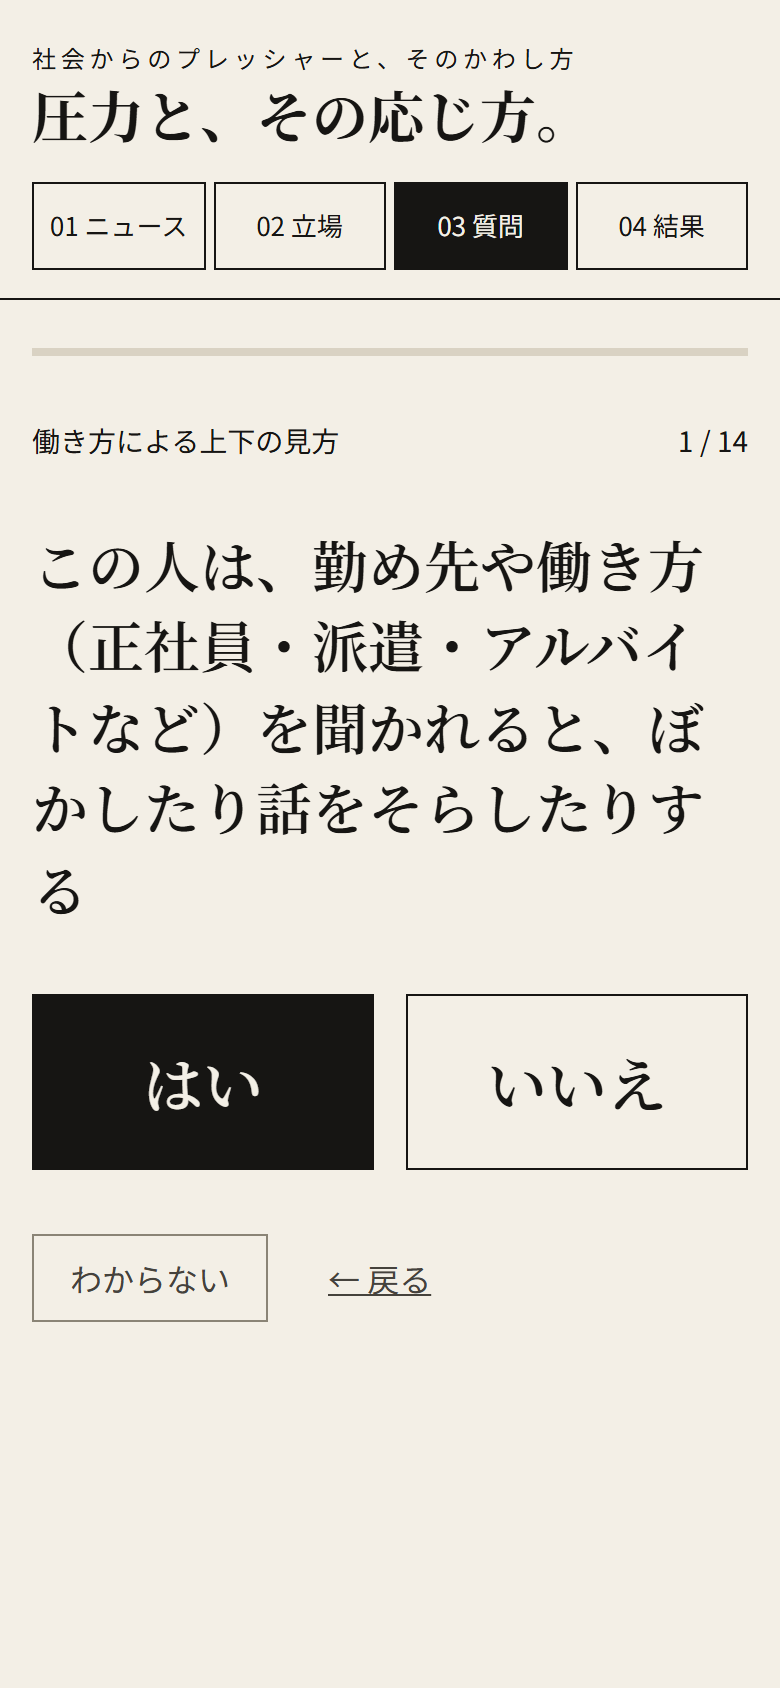 社会からのプレッシャーと、そのかわし方
圧力と、その応じ方。
01 ニュース
02 立場
03 質問
04 結果
働き方による上下の見方
1 / 14
この人は、勤め先や働き方
（正社員・派遣・アルバイ
トなど）を聞かれると、ぼ
かしたり話をそらしたりす
る
はい
いいえ
わからない
← 戻る